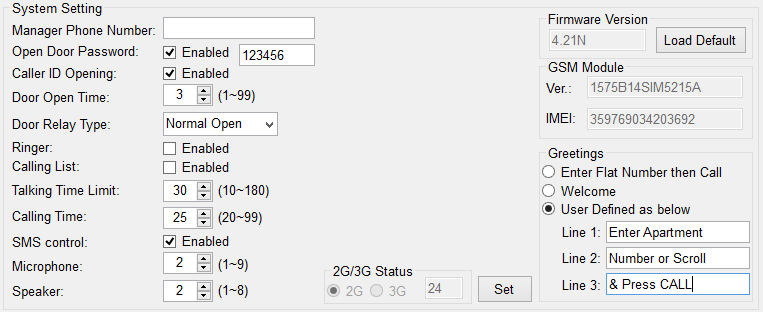 System Setting
Manager Phone Number:
Open Door Password: Enabled 123456
Caller ID Opening: Enabled
Door Open Time: 3 (1~99)
Door Relay Type: Normal Open
Ringer: Enabled
Calling List: Enabled
Talking Time Limit: 30 (10~180)
Calling Time: 25 (20~99)
SMS control: Enabled
Microphone: 2 (1~9)
Speaker: 2 (1~8)
2G/3G Status
2G 3G 24
Set
Firmware Version
4.21N Load Default
GSM Module
Ver.: 1575B14SIM5215A
IMEI: 359769034203692
Greetings
Enter Flat Number then Call
Welcome
User Defined as below
Line 1: Enter Apartment
Line 2: Number or Scroll
Line 3: & Press CALL